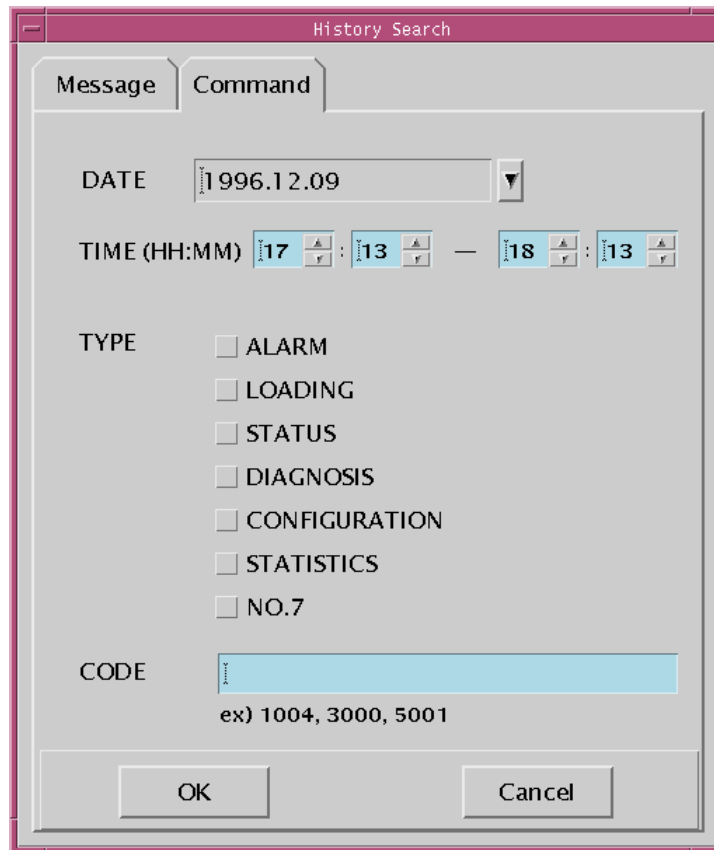 History Search
Message Command
DATE 1996.12.09
TIME (HH:MM) 17 : 13 — 18 : 13
TYPE ALARM
LOADING
STATUS
DIAGNOSIS
CONFIGURATION
STATISTICS
NO.7
CODE
ex) 1004, 3000, 5001
OK Cancel